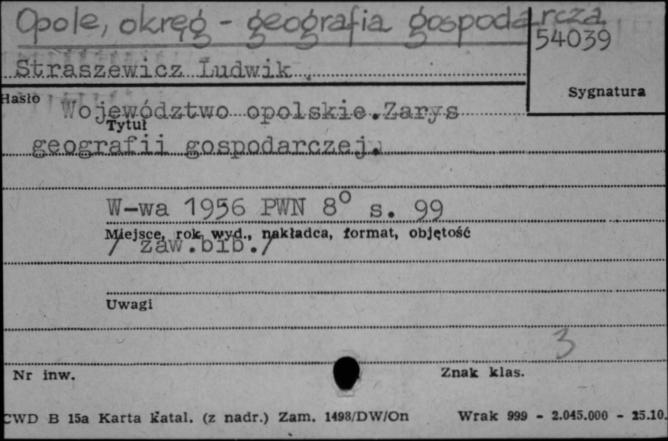 Opole, okręg - geografia gospodarcza
54039
Straszewicz Ludwik.
Sygnatura
Hasło
Województwo opolskie.Zarys
Tytuł
geografii gospodarczej.
W-wa 1956 PWN 8° s. 99
Miejsce, rok wyd., nakładca, format, objętość
/ zaw.bib./
Uwagi
3
Nr inw.
Znak klas.
CWD B 15a Karta katal. (z nadr.) Zam. 1498/DW/On Wrak 999 - 2.045.000 - 25.10.